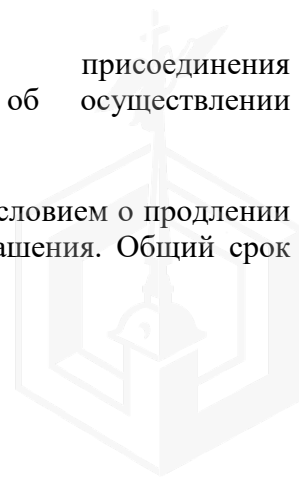 присоединения
об осуществлении
словием о продлении
ашения. Общий срок